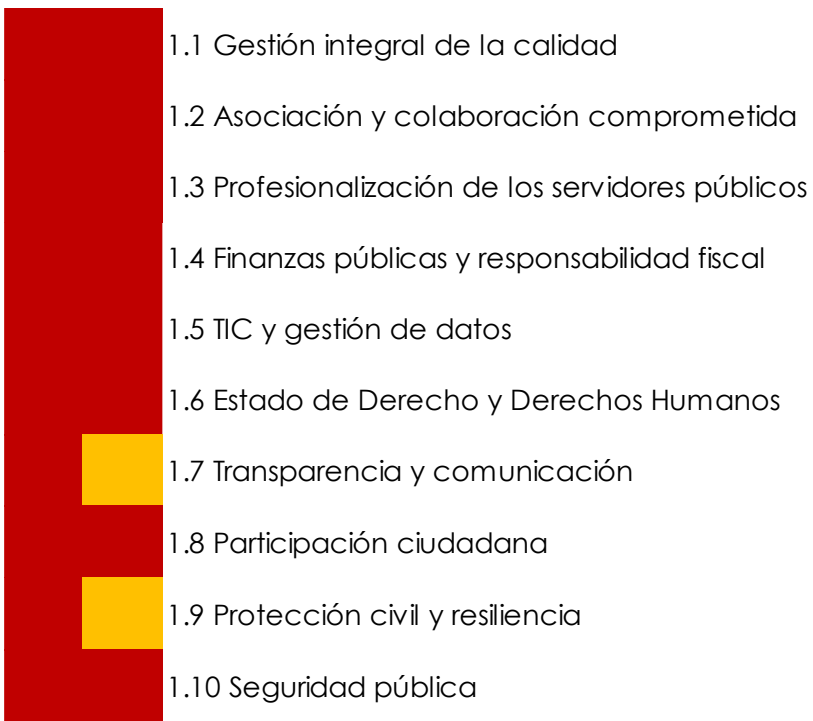 1.1 Gestión integral de la calidad
1.2 Asociación y colaboración comprometida
1.3 Profesionalización de los servidores públicos
1.4 Finanzas públicas y responsabilidad fiscal
1.5 TIC y gestión de datos
1.6 Estado de Derecho y Derechos Humanos
1.7 Transparencia y comunicación
1.8 Participación ciudadana
1.9 Protección civil y resiliencia
1.10 Seguridad pública